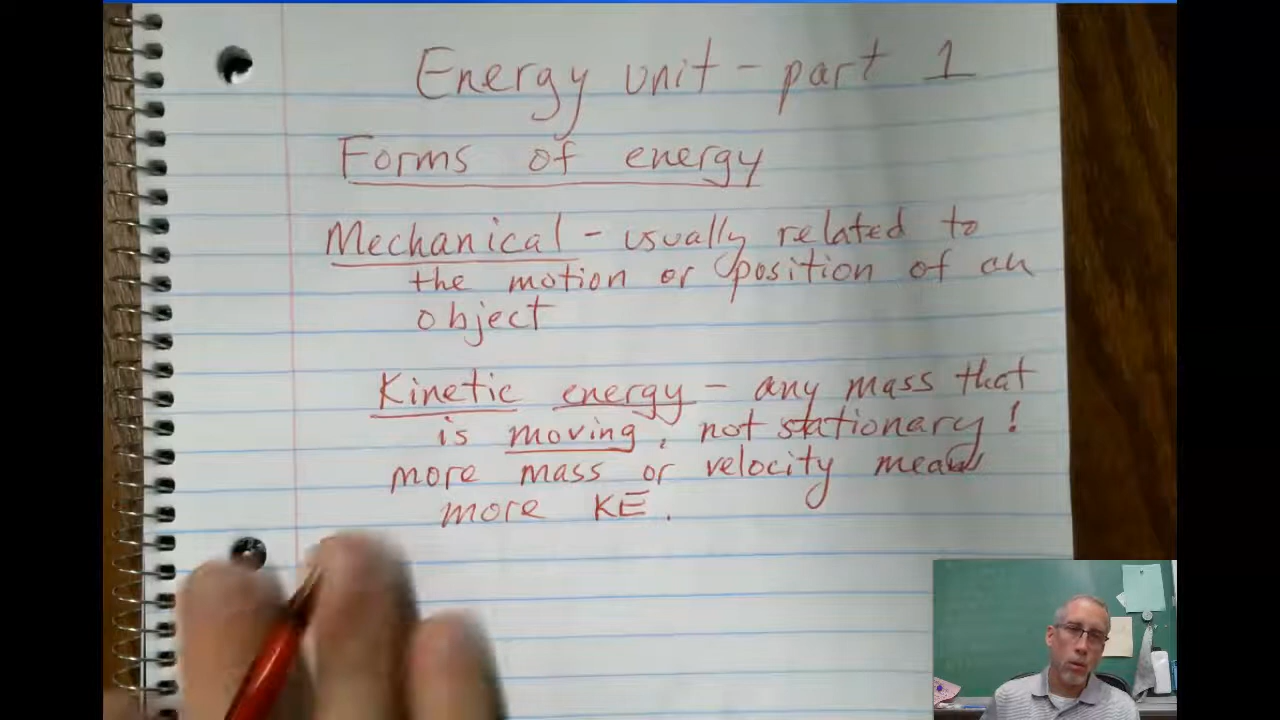 Energy unit - part 1
Forms of energy
Mechanical - usually related to
the motion or position of an
object
Kinetic energy - any mass that
is moving, not stationary!
more mass or velocity means
more KE.